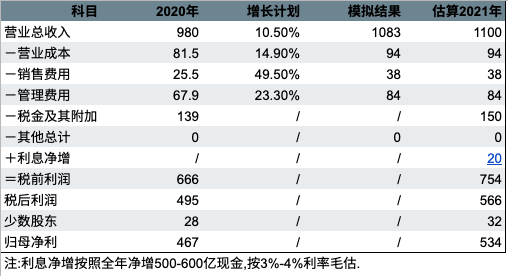 科目 2020年 增长计划 模拟结果 估算2021年
营业总收入 980 10.50% 1083 1100
－营业成本 81.5 14.90% 94 94
－销售费用 25.5 49.50% 38 38
－管理费用 67.9 23.30% 84 84
－税金及其附加 139 / / 150
－其他总计 0 / 0 0
＋利息净增 / / / 20
＝税前利润 666 / / 754
税后利润 495 / / 566
少数股东 28 / / 32
归母净利 467 / / 534
注:利息净增按照全年净增500-600亿现金,按3%-4%利率毛估.